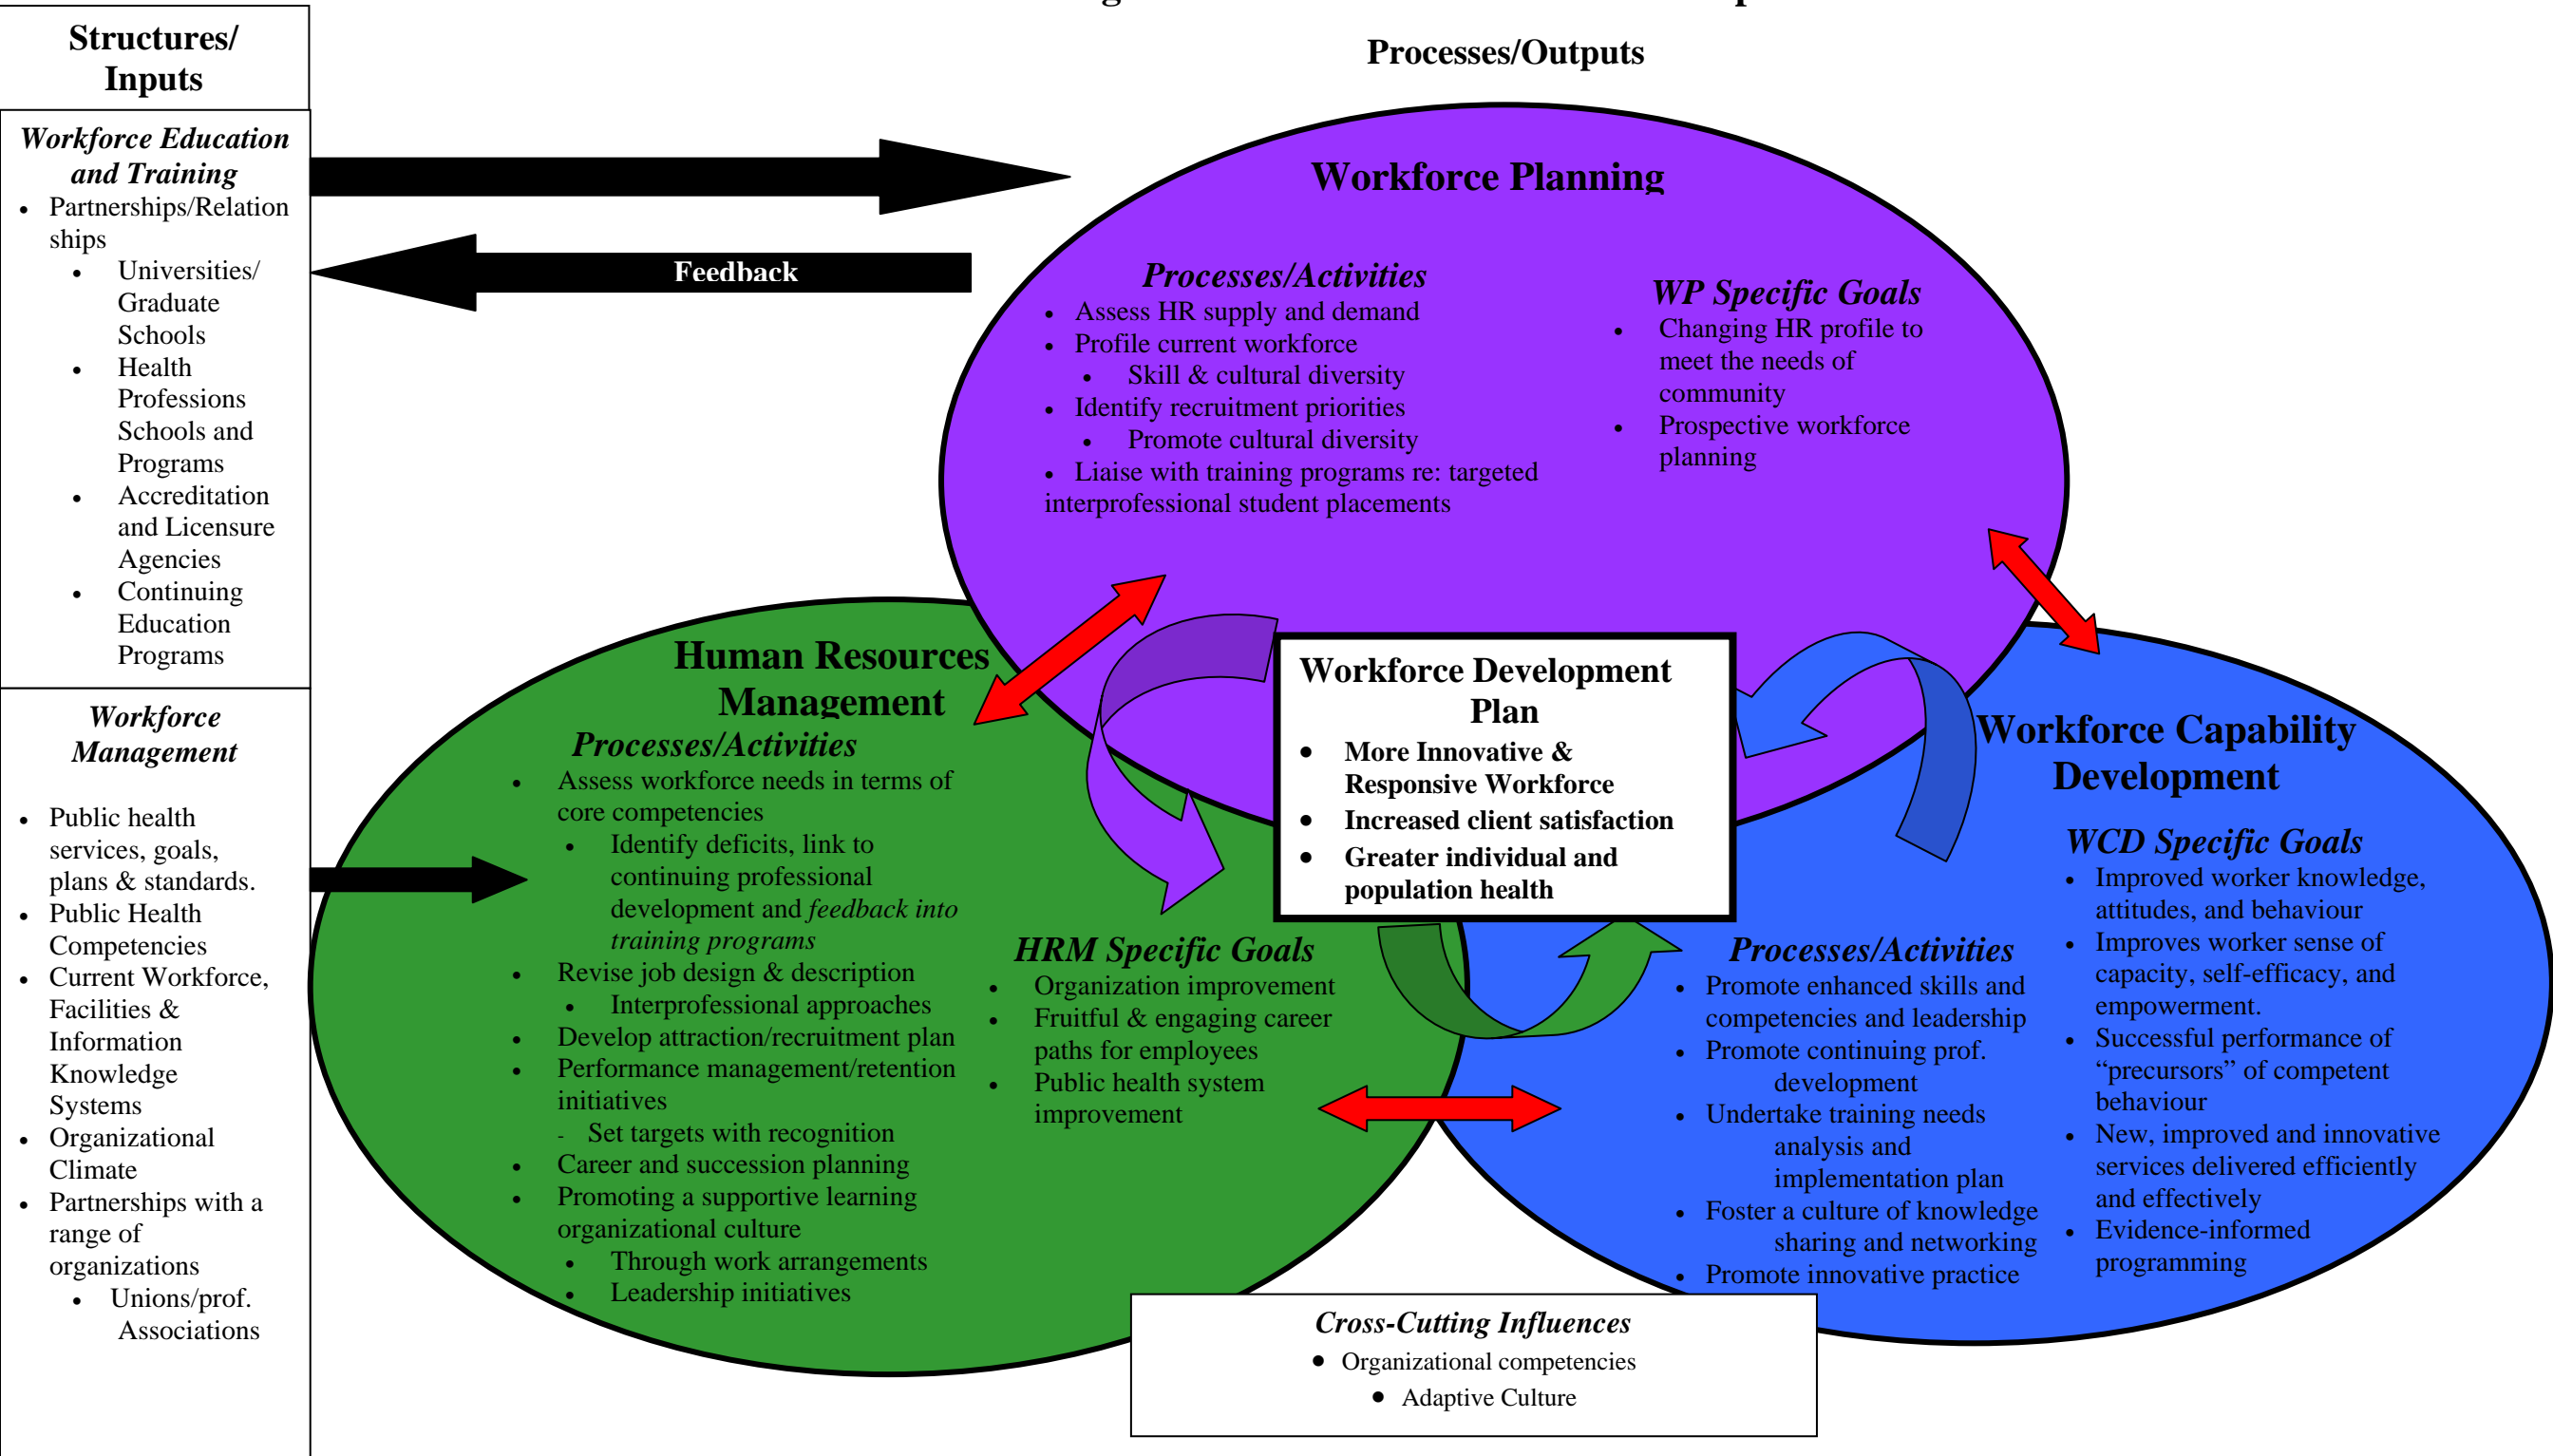 Structures/
Inputs
Workforce Education
and Training
• Partnerships/Relation
ships
• Universities/
Graduate
Schools
• Health
Professions
Schools and
Programs
• Accreditation
and Licensure
Agencies
• Continuing
Education
Programs
Workforce
Management
• Public health
services, goals,
plans & standards.
• Public Health
Competencies
• Current Workforce,
Facilities &
Information
Knowledge
Systems
• Organizational
Climate
• Partnerships with a
range of
organizations
• Unions/prof.
Associations
Processes/Outputs
Feedback
Workforce Planning
Processes/Activities
• Assess HR supply and demand
• Profile current workforce
• Skill & cultural diversity
• Identify recruitment priorities
• Promote cultural diversity
• Liaise with training programs re: targeted
interprofessional student placements
WP Specific Goals
• Changing HR profile to
meet the needs of
community
• Prospective workforce
planning
Human Resources
Management
Processes/Activities
• Assess workforce needs in terms of
core competencies
• Identify deficits, link to
continuing professional
development and feedback into
training programs
• Revise job design & description
• Interprofessional approaches
• Develop attraction/recruitment plan
• Performance management/retention
initiatives
- Set targets with recognition
• Career and succession planning
• Promoting a supportive learning
organizational culture
• Through work arrangements
• Leadership initiatives
HRM Specific Goals
• Organization improvement
• Fruitful & engaging career
paths for employees
• Public health system
improvement
Workforce Development
Plan
• More Innovative &
Responsive Workforce
• Increased client satisfaction
• Greater individual and
population health
Workforce Capability
Development
Processes/Activities
• Promote enhanced skills and
competencies and leadership
• Promote continuing prof.
development
• Undertake training needs
analysis and
implementation plan
• Foster a culture of knowledge
sharing and networking
• Promote innovative practice
WCD Specific Goals
• Improved worker knowledge,
attitudes, and behaviour
• Improves worker sense of
capacity, self-efficacy, and
empowerment.
• Successful performance of
“precursors” of competent
behaviour
• New, improved and innovative
services delivered efficiently
and effectively
• Evidence-informed
programming
Cross-Cutting Influences
• Organizational competencies
• Adaptive Culture